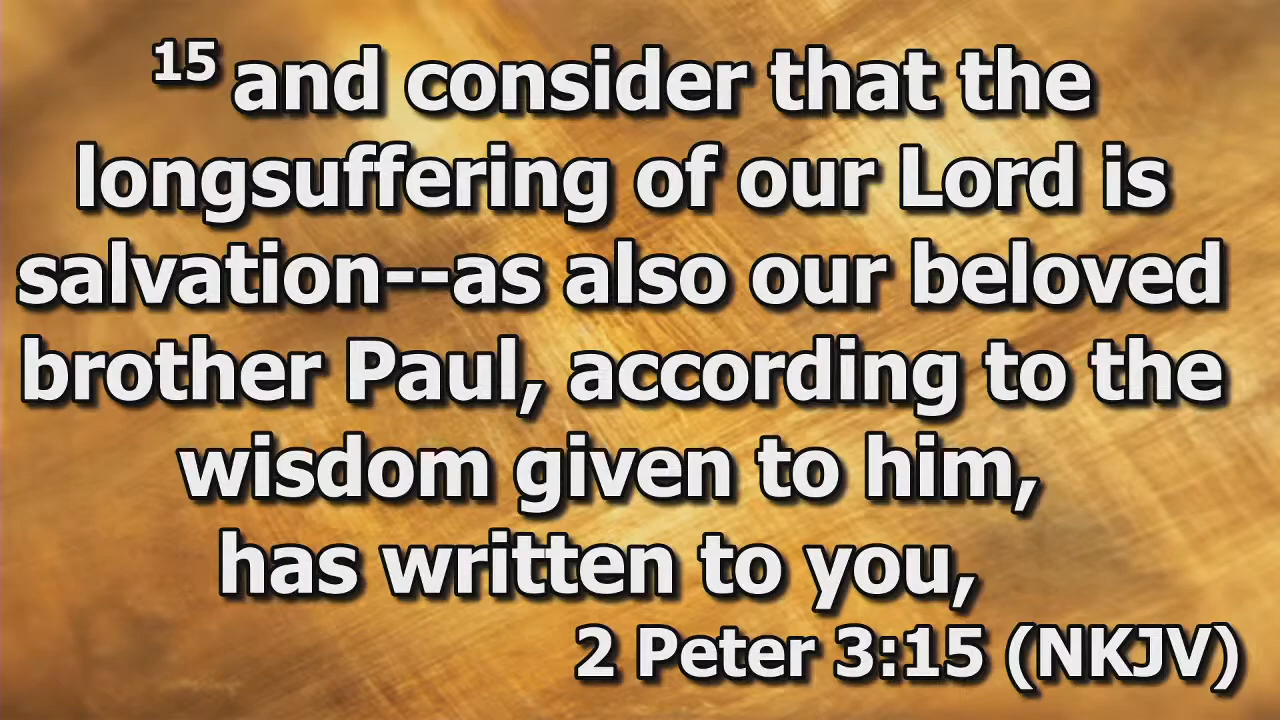 15 and consider that the
longsuffering of our Lord is
salvation--as also our beloved
brother Paul, according to the
wisdom given to him,
has written to you,
2 Peter 3:15 (NKJV)